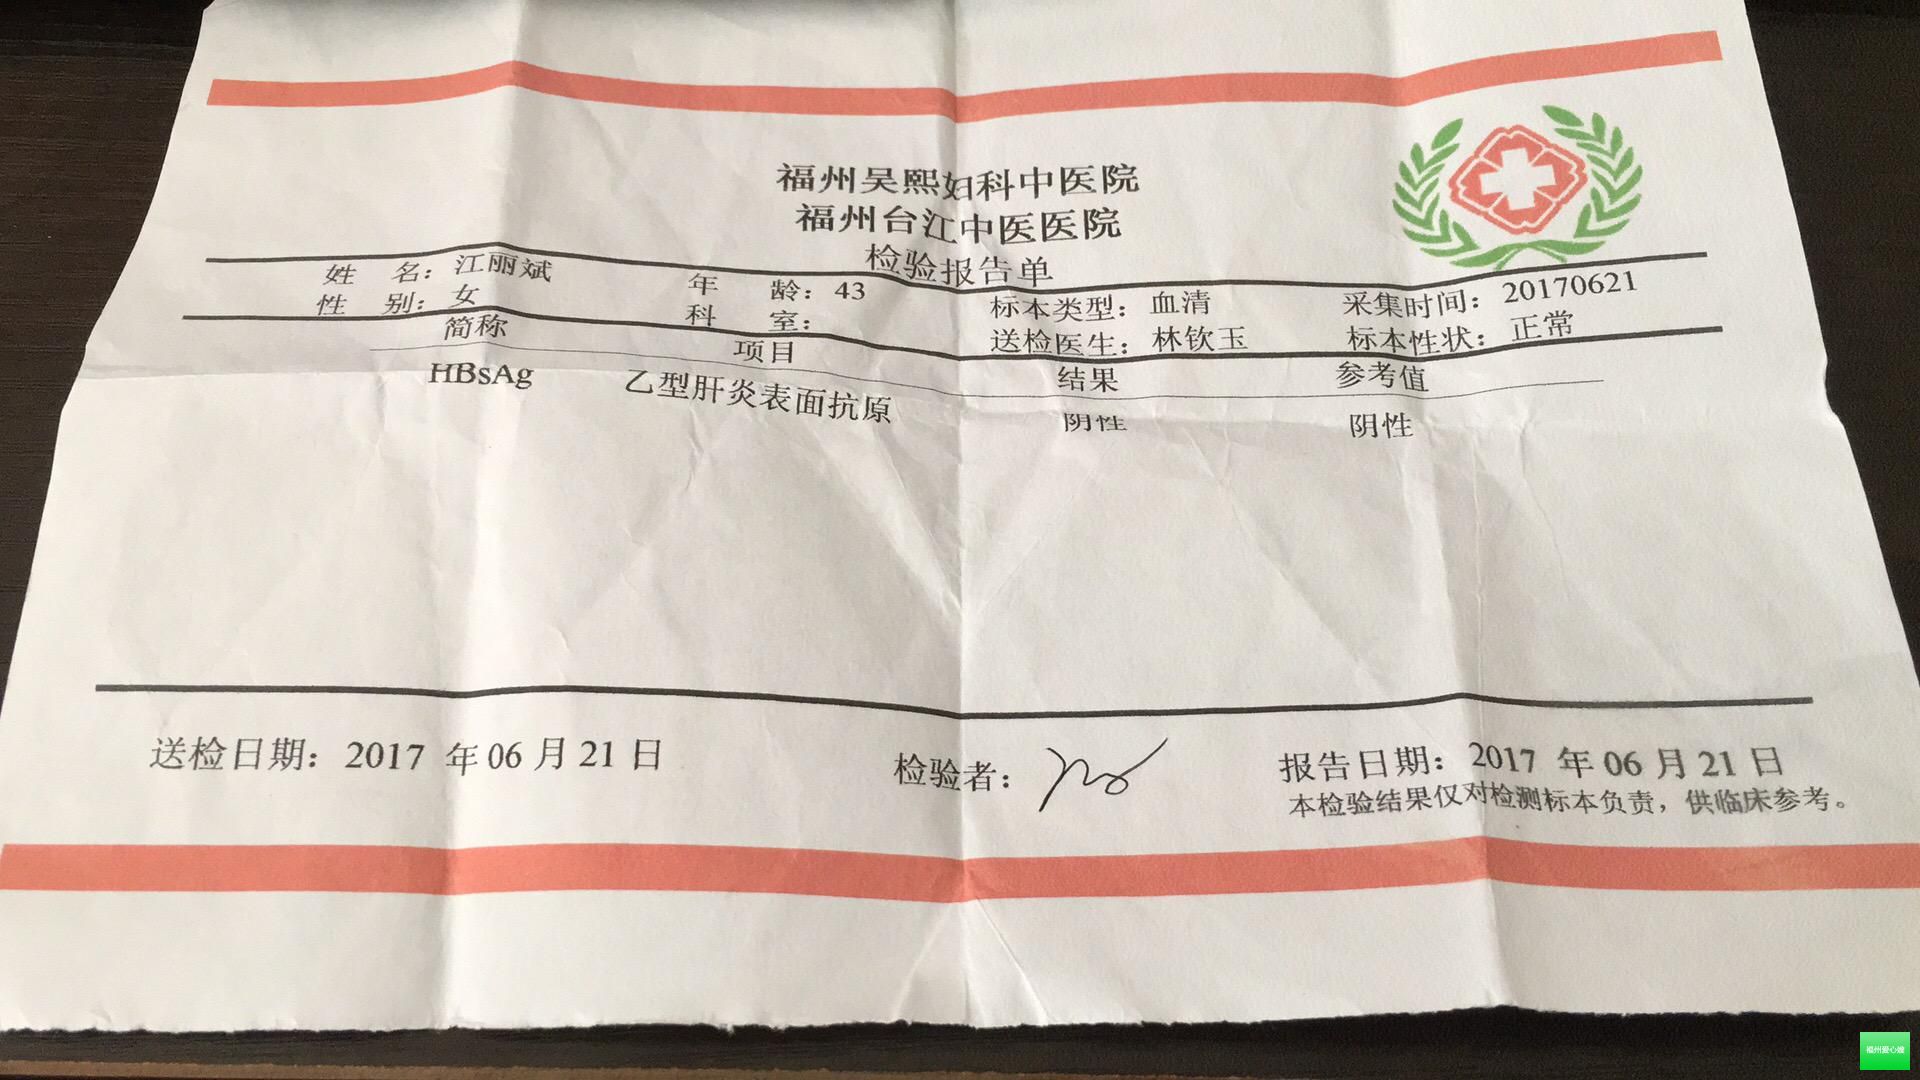 福州吴熙妇科中医院
福州台江中医医院
检验报告单
姓 名：江丽斌 年 龄：43 标本类型：血清 采集时间：20170621
性 别：女 科 室： 送检医生：林钦玉 标本性状：正常
简称 项目 结果 参考值
HBsAg 乙型肝炎表面抗原 阴性 阴性
送检日期：2017 年 06 月 21 日 检验者： 报告日期：2017 年 06 月 21 日
本检验结果仅对检测标本负责，供临床参考。
福州爱心嫂